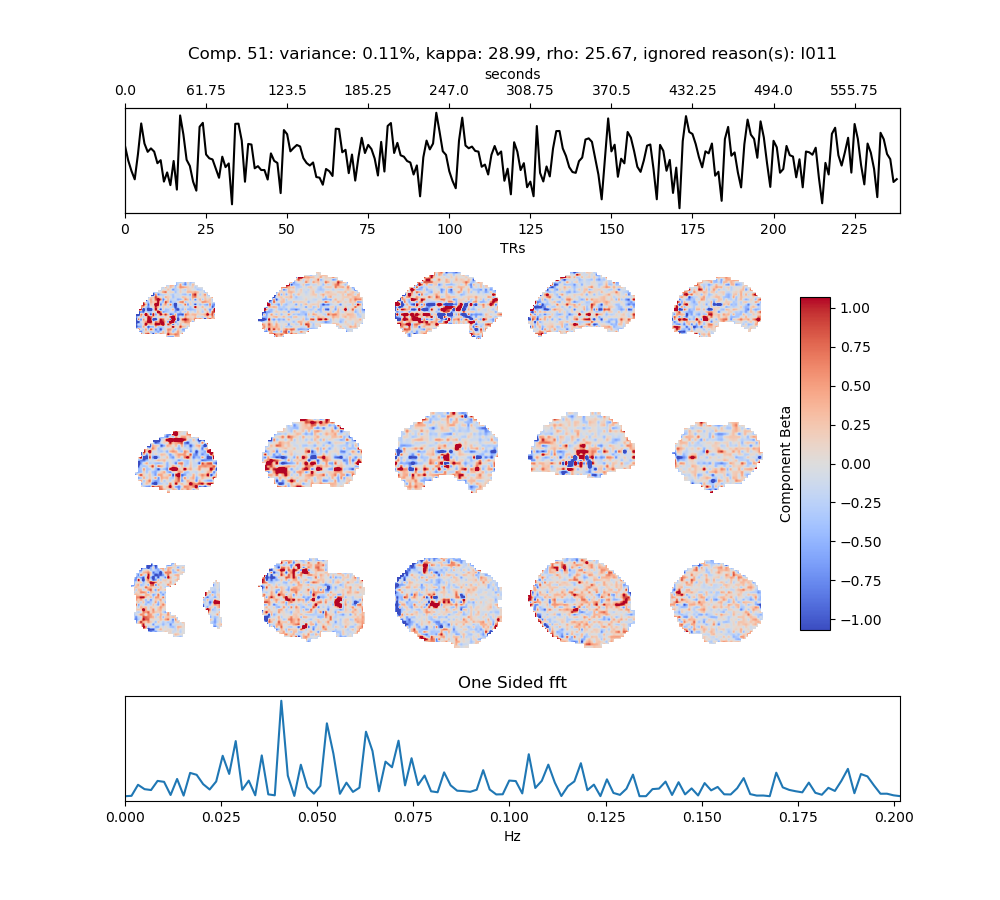 Comp. 51: variance: 0.11%, kappa: 28.99, rho: 25.67, ignored reason(s): I011
seconds
0.0 61.75 123.5 185.25 247.0 308.75 370.5 432.25 494.0 555.75
0 25 50 75 100 125 150 175 200 225
TRs
1.00
0.75
0.50
0.25
0.00
−0.25
−0.50
−0.75
−1.00
Component Beta
One Sided fft
0.000 0.025 0.050 0.075 0.100 0.125 0.150 0.175 0.200
Hz